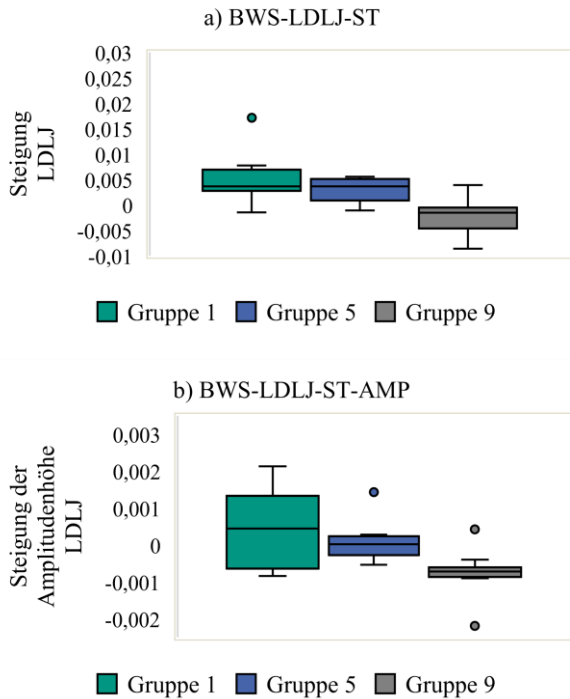 a) BWS-LDLJ-ST
Steigung
LDLJ
0,03
0,025
0,02
0,015
0,01
0,005
0
-0,005
-0,01
Gruppe 1 Gruppe 5 Gruppe 9
b) BWS-LDLJ-ST-AMP
Steigung der
Amplitudenhöhe
LDLJ
0,003
0,002
0,001
0
-0,001
-0,002
Gruppe 1 Gruppe 5 Gruppe 9